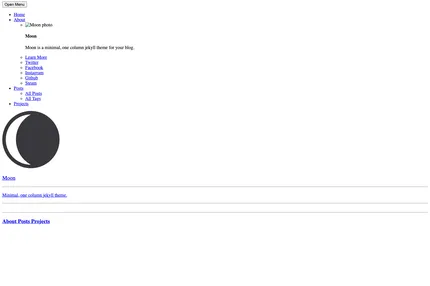 Open Menu
Home
About
Moon photo
Moon
Moon is a minimal, one column jekyll theme for your blog.
Learn More
Twitter
Facebook
Instagram
Github
Steam
Posts
All Posts
All Tags
Projects
Moon
Minimal, one column jekyll theme.
About Posts Projects